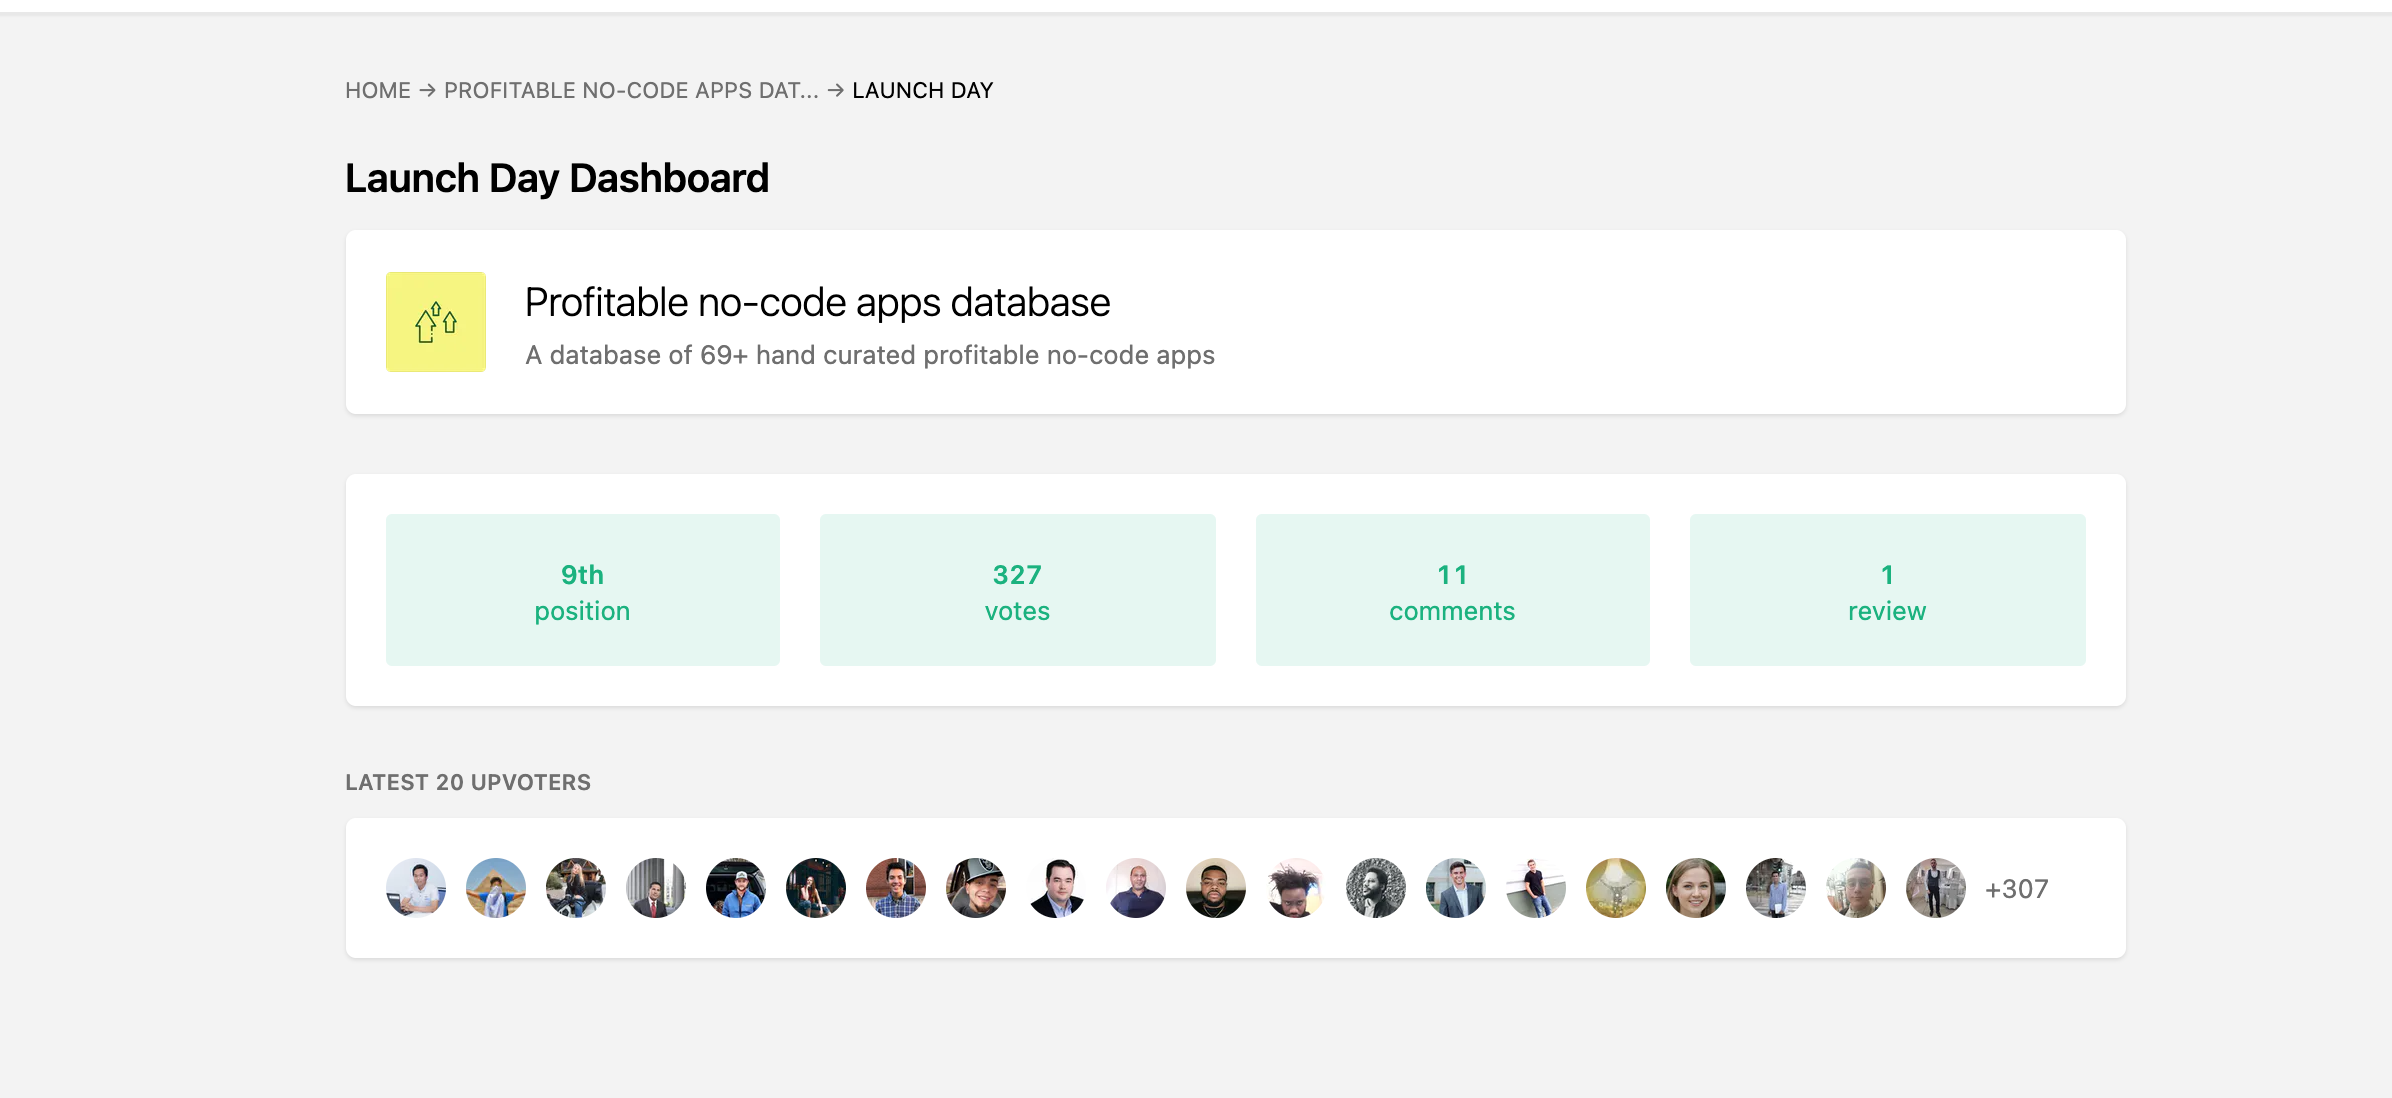 HOME → PROFITABLE NO-CODE APPS DAT... → LAUNCH DAY
Launch Day Dashboard
Profitable no-code apps database
A database of 69+ hand curated profitable no-code apps
9th
position
327
votes
11
comments
1
review
LATEST 20 UPVOTERS
+307